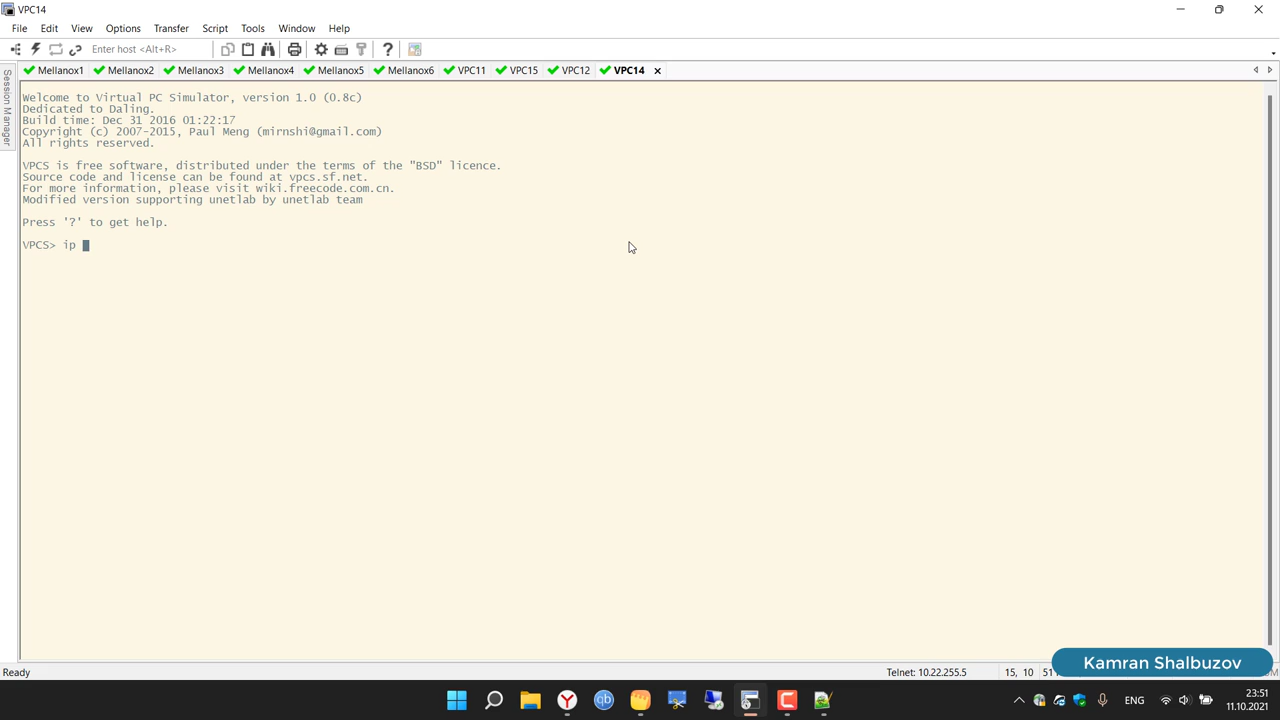 VPC14
File Edit View Options Transfer Script Tools Window Help
Enter host <Alt+R>
Session Manager
Mellanox1 Mellanox2 Mellanox3 Mellanox4 Mellanox5 Mellanox6 VPC11 VPC15 VPC12 VPC14
Welcome to Virtual PC Simulator, version 1.0 (0.8c)
Dedicated to Daling.
Build time: Dec 31 2016 01:22:17
Copyright (c) 2007-2015, Paul Meng (mirnshi@gmail.com)
All rights reserved.
VPCS is free software, distributed under the terms of the "BSD" licence.
Source code and license can be found at vpcs.sf.net.
For more information, please visit wiki.freecode.com.cn.
Modified version supporting unetlab by unetlab team
Press '?' to get help.
VPCS> ip
Kamran Shalbuzov
Ready Telnet: 10.22.255.5 15, 10
ENG 23:51
11.10.2021